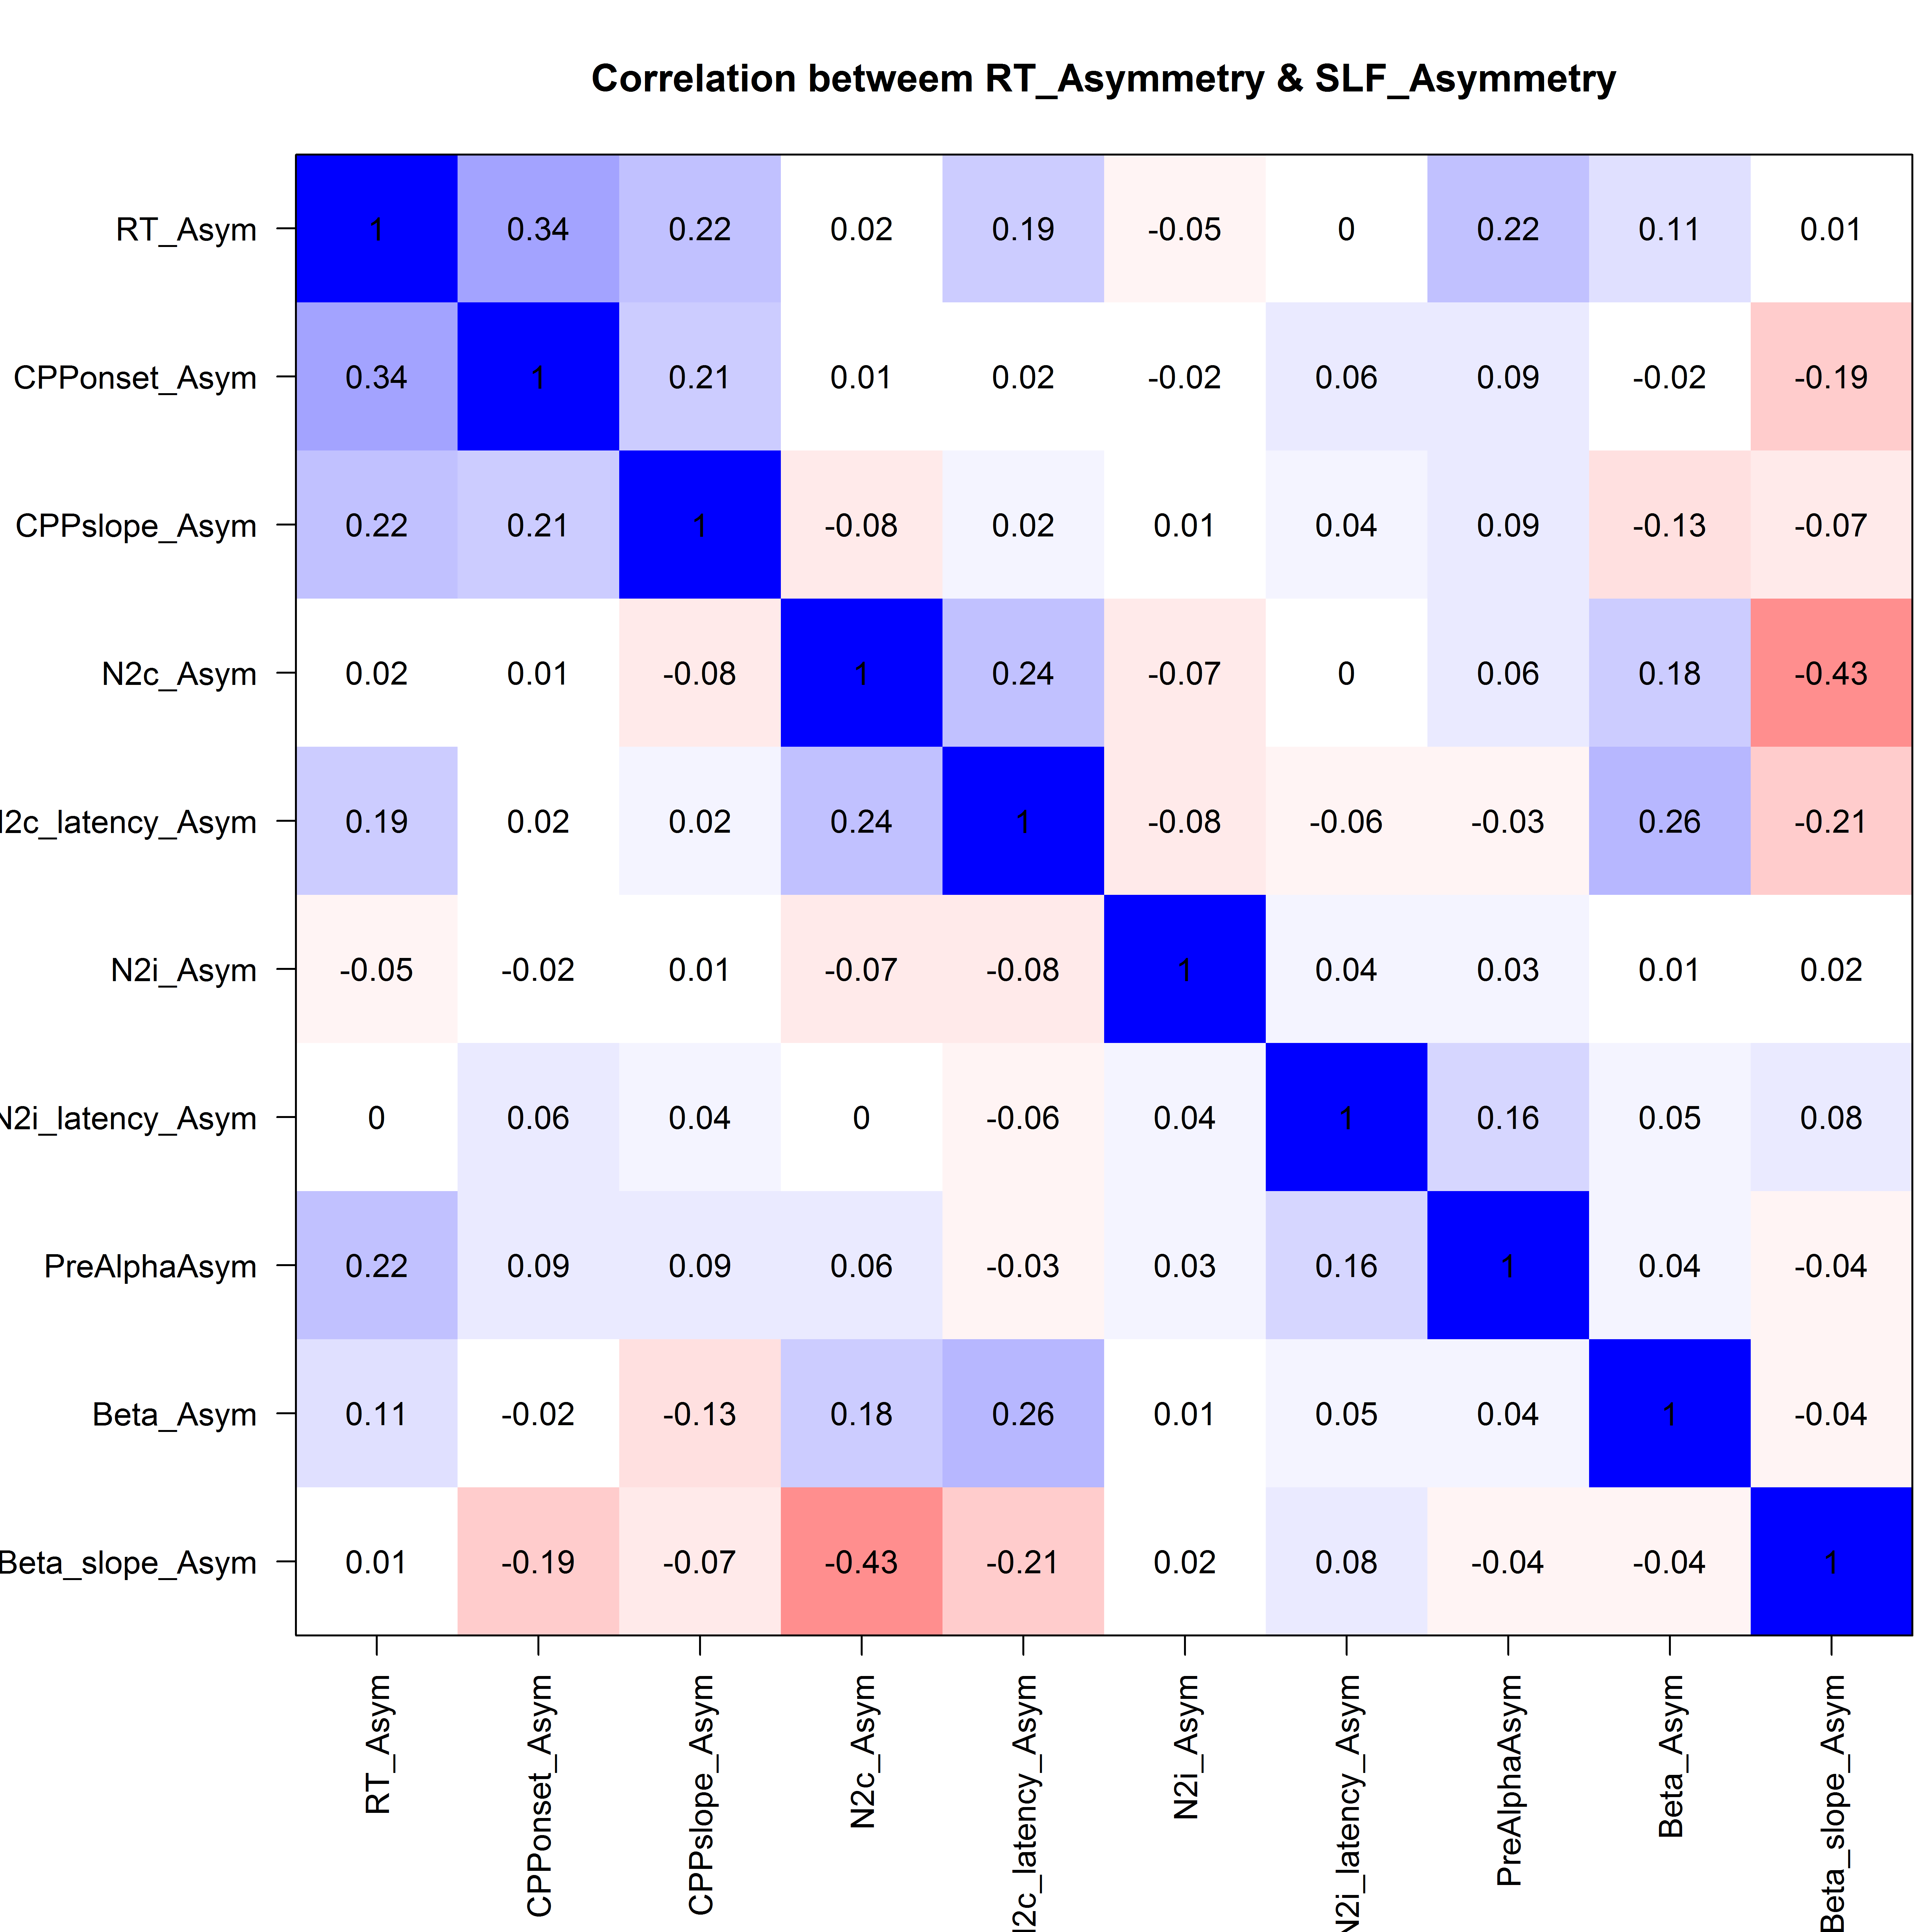 Correlation betweem RT_Asymmetry & SLF_Asymmetry
RT_Asym 1 0.34 0.22 0.02 0.19 -0.05 0 0.22 0.11 0.01
CPPonset_Asym 0.34 1 0.21 0.01 0.02 -0.02 0.06 0.09 -0.02 -0.19
CPPslope_Asym 0.22 0.21 1 -0.08 0.02 0.01 0.04 0.09 -0.13 -0.07
N2c_Asym 0.02 0.01 -0.08 1 0.24 -0.07 0 0.06 0.18 -0.43
N2c_latency_Asym 0.19 0.02 0.02 0.24 1 -0.08 -0.06 -0.03 0.26 -0.21
N2i_Asym -0.05 -0.02 0.01 -0.07 -0.08 1 0.04 0.03 0.01 0.02
N2i_latency_Asym 0 0.06 0.04 0 -0.06 0.04 1 0.16 0.05 0.08
PreAlphaAsym 0.22 0.09 0.09 0.06 -0.03 0.03 0.16 1 0.04 -0.04
Beta_Asym 0.11 -0.02 -0.13 0.18 0.26 0.01 0.05 0.04 1 -0.04
Beta_slope_Asym 0.01 -0.19 -0.07 -0.43 -0.21 0.02 0.08 -0.04 -0.04 1
RT_Asym
CPPonset_Asym
CPPslope_Asym
N2c_Asym
N2c_latency_Asym
N2i_Asym
N2i_latency_Asym
PreAlphaAsym
Beta_Asym
Beta_slope_Asym